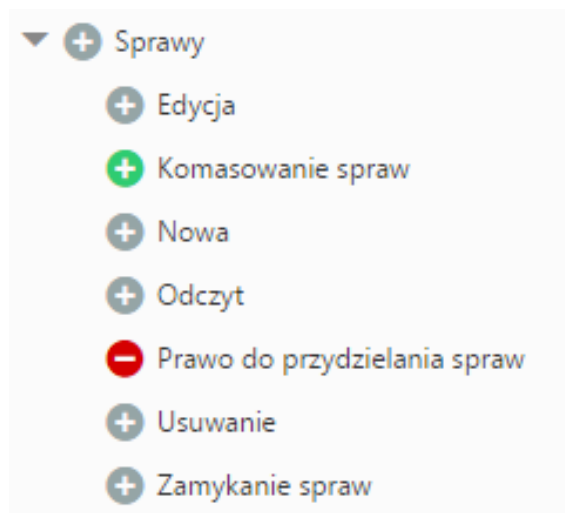 Sprawy
Edycja
Komasowanie spraw
Nowa
Odczyt
Prawo do przydzielania spraw
Usuwanie
Zamykanie spraw